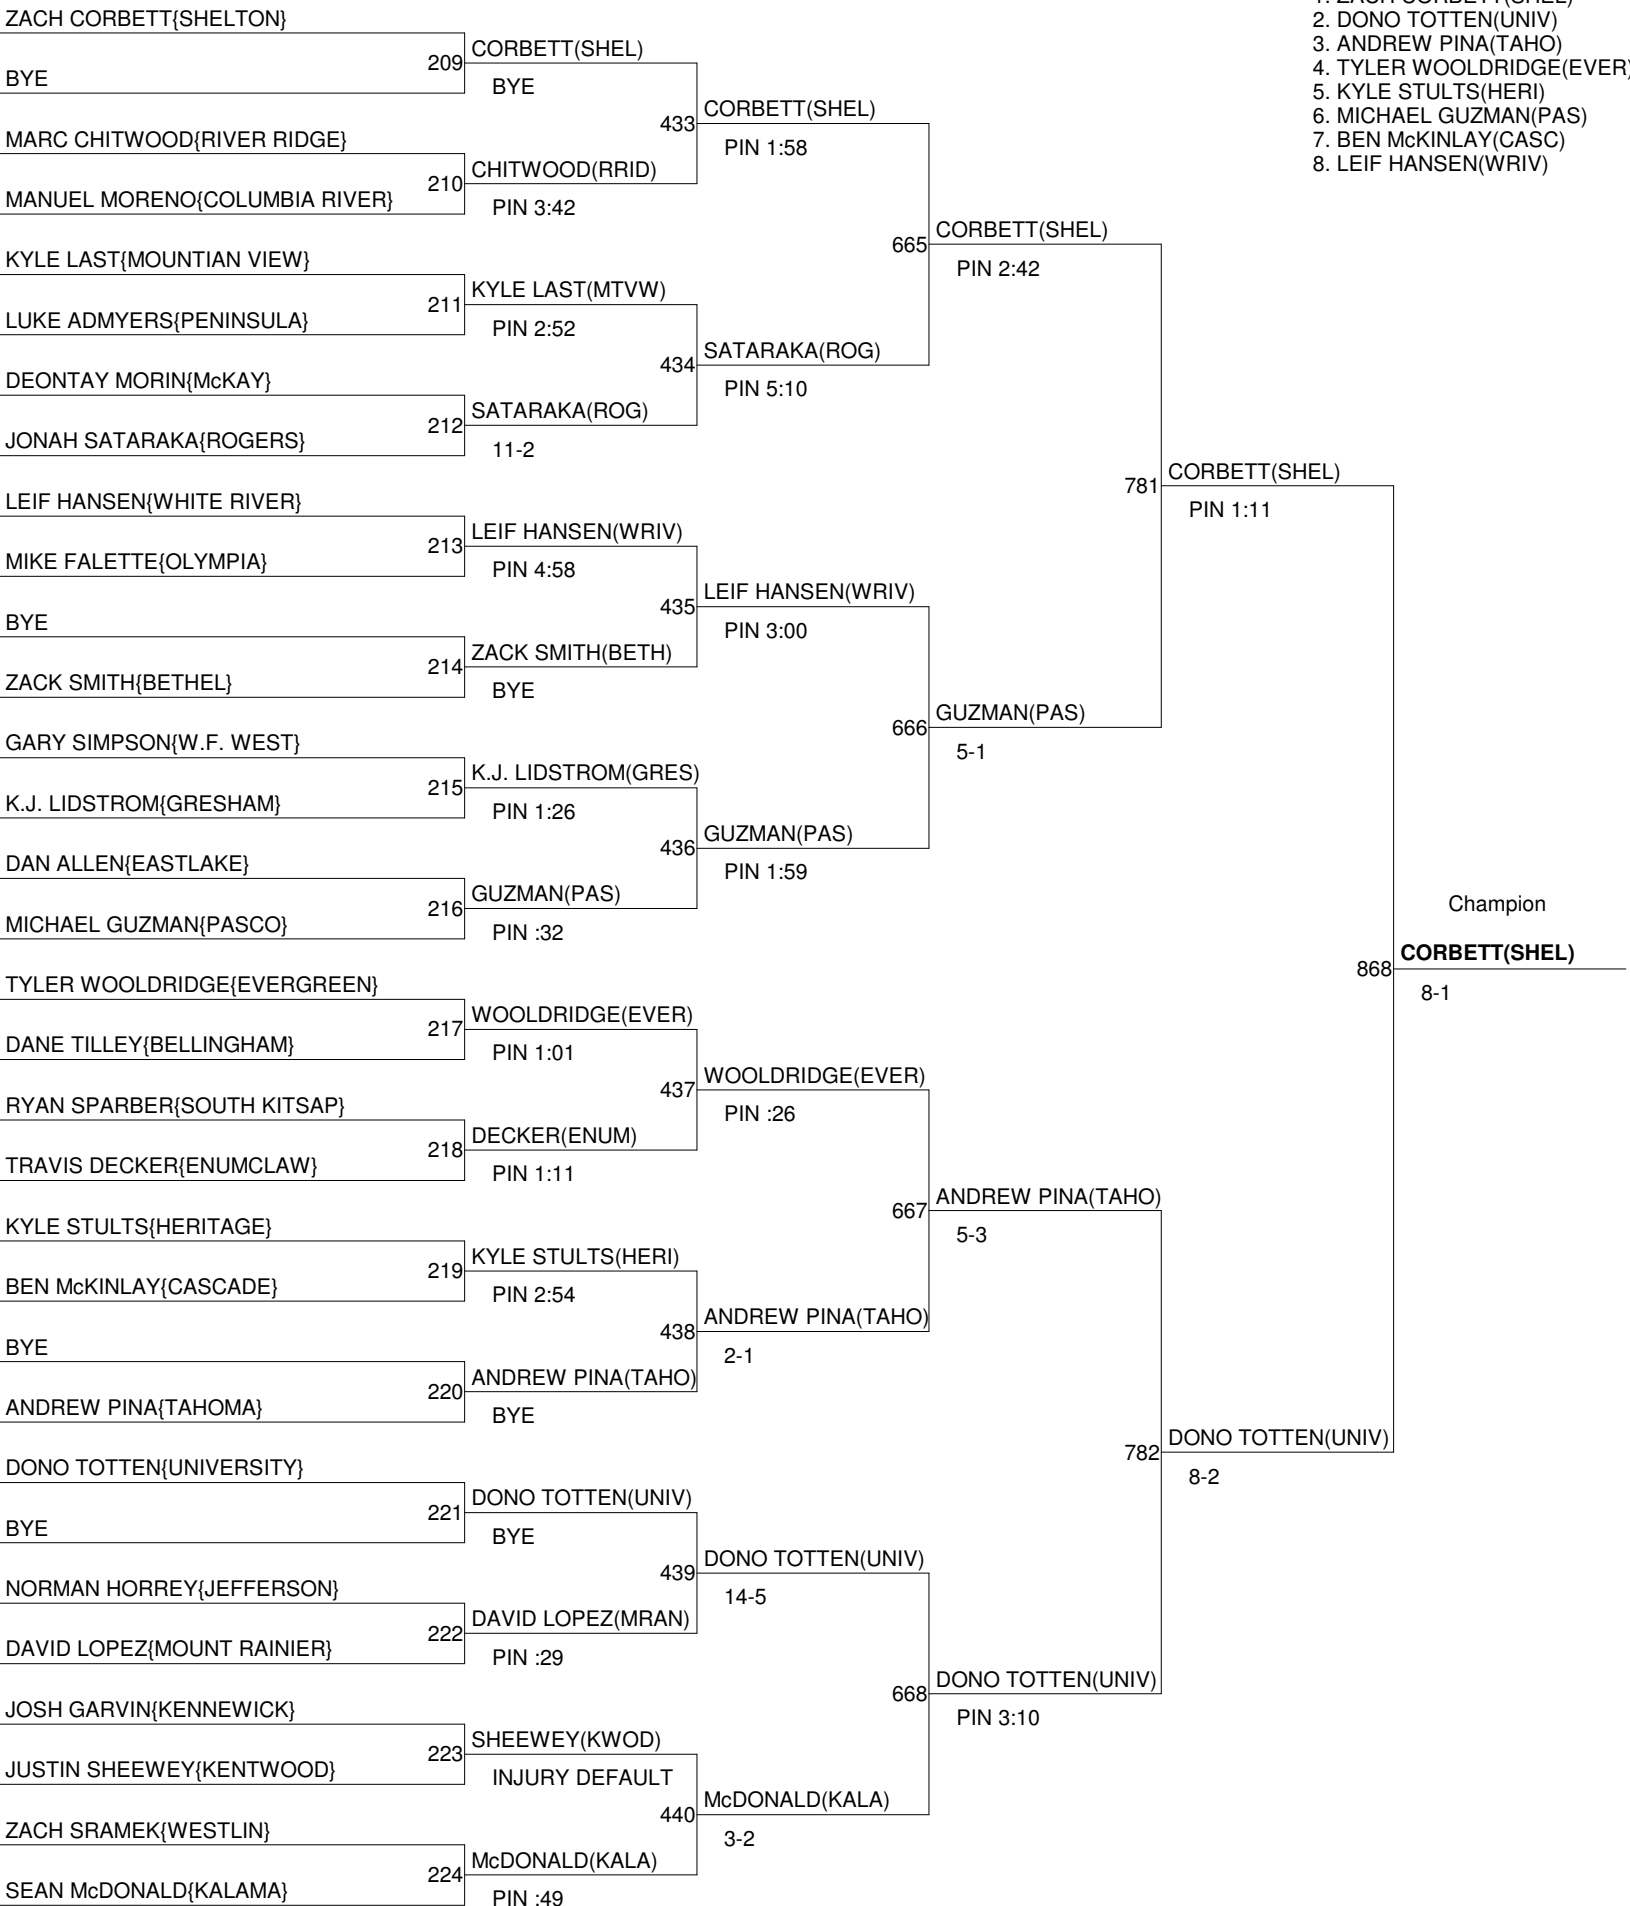 1. ZACH CORBETT(SHEL)
2. DONO TOTTEN(UNIV)
3. ANDREW PINA(TAHO)
4. TYLER WOOLDRIDGE(EVER)
5. KYLE STULTS(HERI)
6. MICHAEL GUZMAN(PAS)
7. BEN McKINLAY(CASC)
8. LEIF HANSEN(WRIV)
ZACH CORBETT{SHELTON}
BYE
MARC CHITWOOD{RIVER RIDGE}
MANUEL MORENO{COLUMBIA RIVER}
KYLE LAST{MOUNTIAN VIEW}
LUKE ADMYERS{PENINSULA}
DEONTAY MORIN{McKAY}
JONAH SATARAKA{ROGERS}
LEIF HANSEN{WHITE RIVER}
MIKE FALETTE{OLYMPIA}
BYE
ZACK SMITH{BETHEL}
GARY SIMPSON{W.F. WEST}
K.J. LIDSTROM{GRESHAM}
DAN ALLEN{EASTLAKE}
MICHAEL GUZMAN{PASCO}
TYLER WOOLDRIDGE{EVERGREEN}
DANE TILLEY{BELLINGHAM}
RYAN SPARBER{SOUTH KITSAP}
TRAVIS DECKER{ENUMCLAW}
KYLE STULTS{HERITAGE}
BEN McKINLAY{CASCADE}
BYE
ANDREW PINA{TAHOMA}
DONO TOTTEN{UNIVERSITY}
BYE
NORMAN HORREY{JEFFERSON}
DAVID LOPEZ{MOUNT RAINIER}
JOSH GARVIN{KENNEWICK}
JUSTIN SHEEWEY{KENTWOOD}
ZACH SRAMEK{WESTLIN}
SEAN McDONALD{KALAMA}
209 CORBETT(SHEL)
BYE
210 CHITWOOD(RRID)
PIN 3:42
211 KYLE LAST(MTVW)
PIN 2:52
212 SATARAKA(ROG)
11-2
213 LEIF HANSEN(WRIV)
PIN 4:58
214 ZACK SMITH(BETH)
BYE
215 K.J. LIDSTROM(GRES)
PIN 1:26
216 GUZMAN(PAS)
PIN :32
217 WOOLDRIDGE(EVER)
PIN 1:01
218 DECKER(ENUM)
PIN 1:11
219 KYLE STULTS(HERI)
PIN 2:54
220 ANDREW PINA(TAHO)
BYE
221 DONO TOTTEN(UNIV)
BYE
222 DAVID LOPEZ(MRAN)
PIN :29
223 SHEEWEY(KWOD)
INJURY DEFAULT
224 McDONALD(KALA)
PIN :49
433 CORBETT(SHEL)
PIN 1:58
434 SATARAKA(ROG)
PIN 5:10
435 LEIF HANSEN(WRIV)
PIN 3:00
436 GUZMAN(PAS)
PIN 1:59
437 WOOLDRIDGE(EVER)
PIN :26
438 ANDREW PINA(TAHO)
2-1
439 DONO TOTTEN(UNIV)
14-5
440 McDONALD(KALA)
3-2
665 CORBETT(SHEL)
PIN 2:42
666 GUZMAN(PAS)
5-1
667 ANDREW PINA(TAHO)
5-3
668 DONO TOTTEN(UNIV)
PIN 3:10
781 CORBETT(SHEL)
PIN 1:11
782 DONO TOTTEN(UNIV)
8-2
Champion
868 CORBETT(SHEL)
8-1